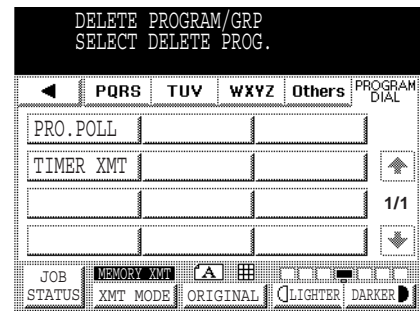 DELETE PROGRAM/GRP
SELECT DELETE PROG.
PQRS TUV WXYZ Others PROGRAM DIAL
PRO.POLL
TIMER XMT
1/1
JOB STATUS
MEMORY XMT
A
XMT MODE ORIGINAL LIGHTER DARKER